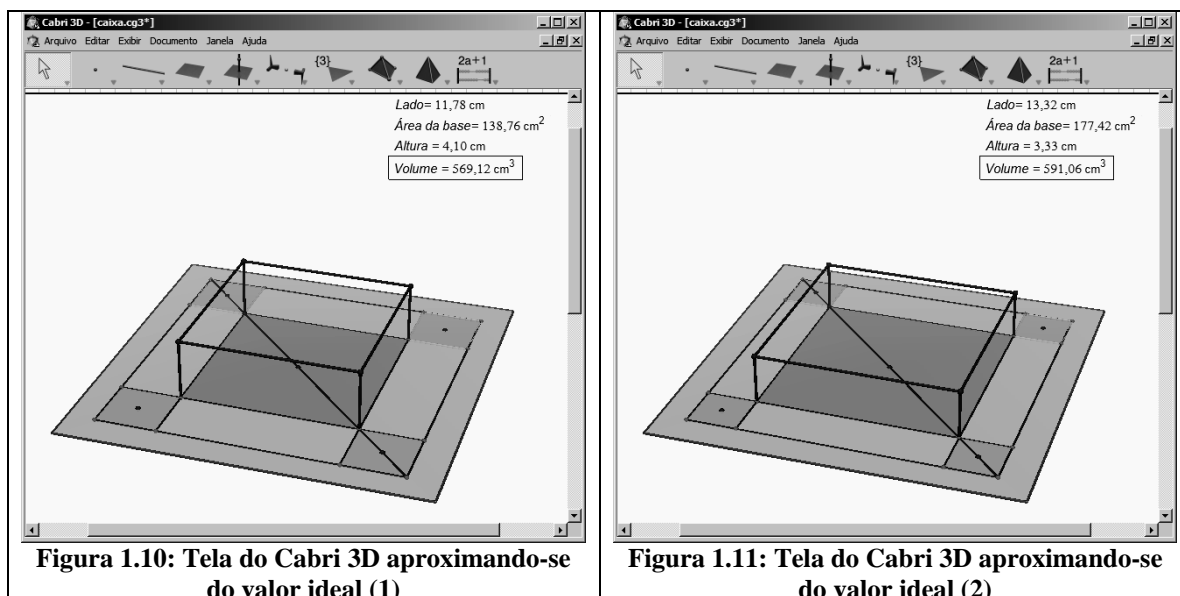 Cabri 3D - [caixa.cg3*]
Arquivo Editar Exibir Documento Janela Ajuda
{3}
2a+1
Lado= 11,78 cm
Área da base= 138,76 cm²
Altura = 4,10 cm
Volume = 569,12 cm³
Figura 1.10: Tela do Cabri 3D aproximando-se
do valor ideal (1)
Cabri 3D - [caixa.cg3*]
Arquivo Editar Exibir Documento Janela Ajuda
{3}
2a+1
Lado= 13,32 cm
Área da base= 177,42 cm²
Altura = 3,33 cm
Volume = 591,06 cm³
Figura 1.11: Tela do Cabri 3D aproximando-se
do valor ideal (2)